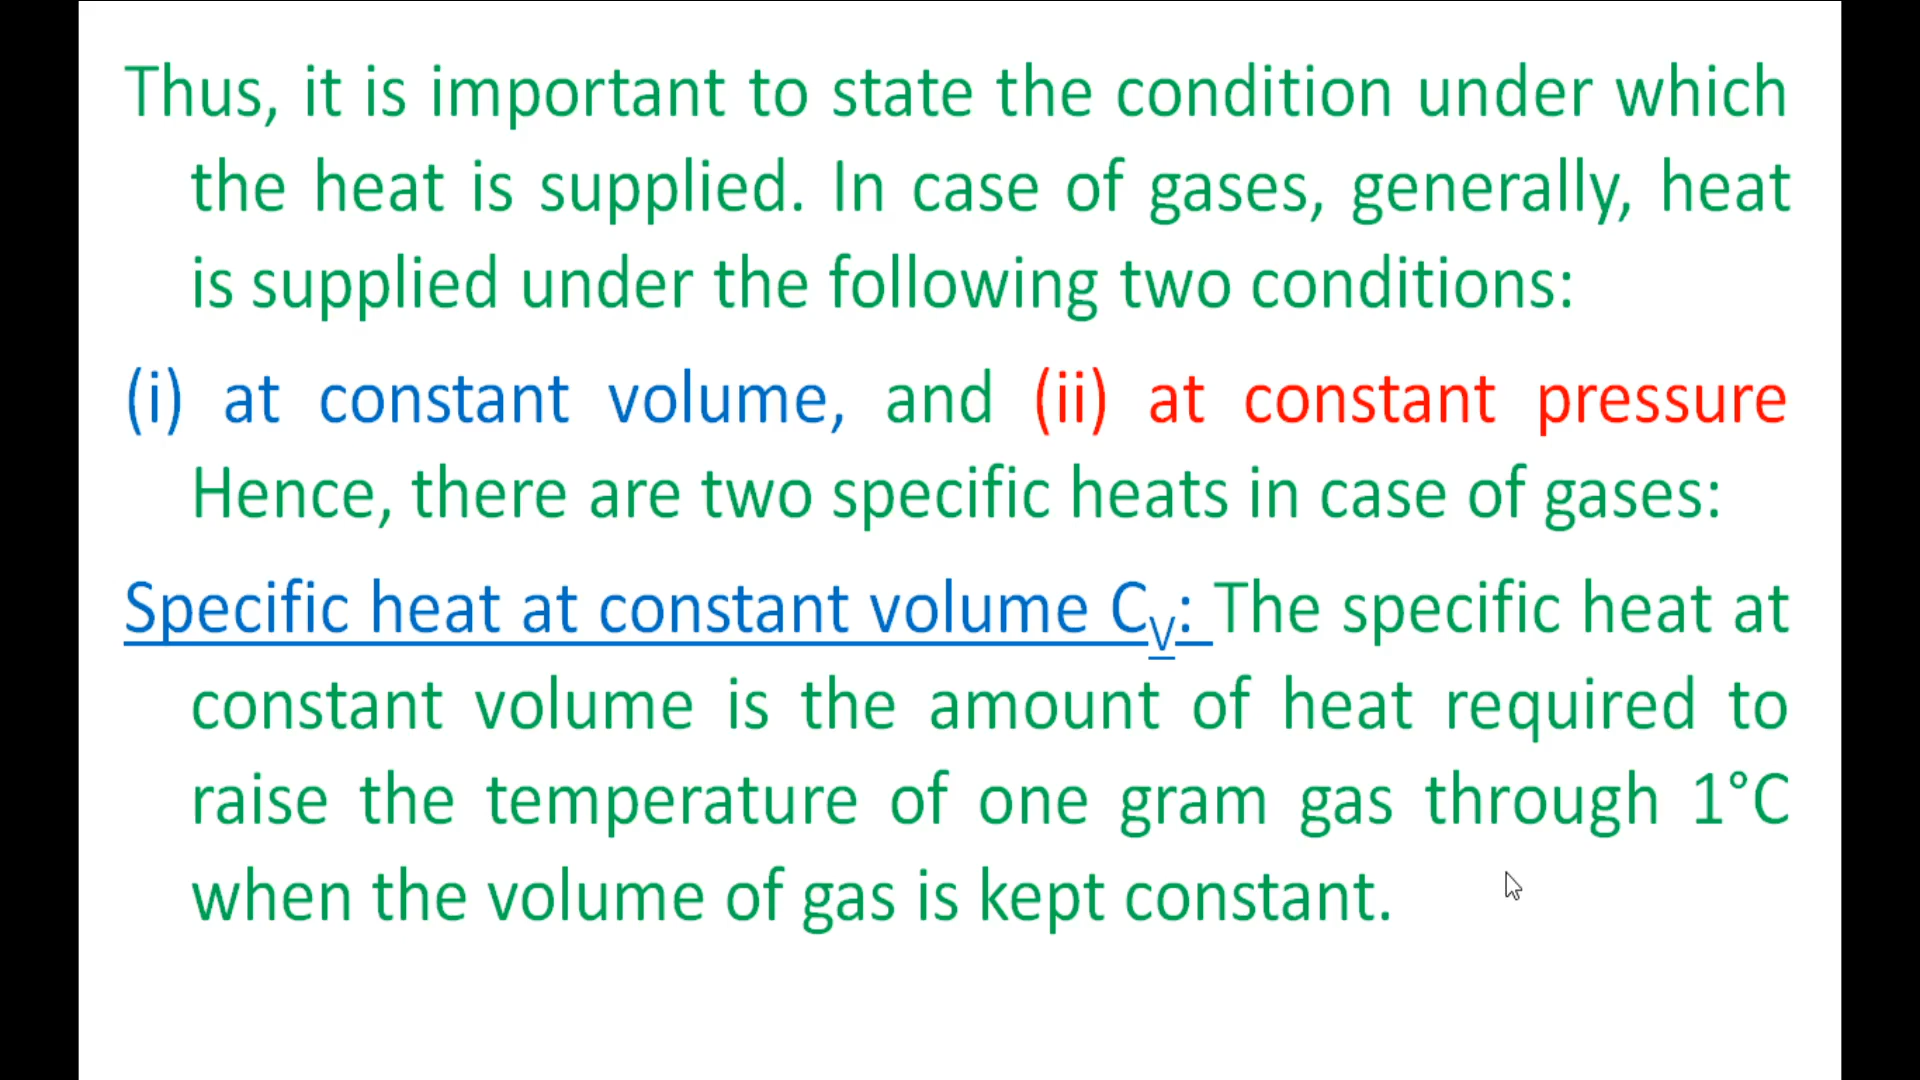 Thus, it is important to state the condition under which
the heat is supplied. In case of gases, generally, heat
is supplied under the following two conditions:
(i) at constant volume, and (ii) at constant pressure
Hence, there are two specific heats in case of gases:
Specific heat at constant volume C_V: The specific heat at
constant volume is the amount of heat required to
raise the temperature of one gram gas through 1°C
when the volume of gas is kept constant.